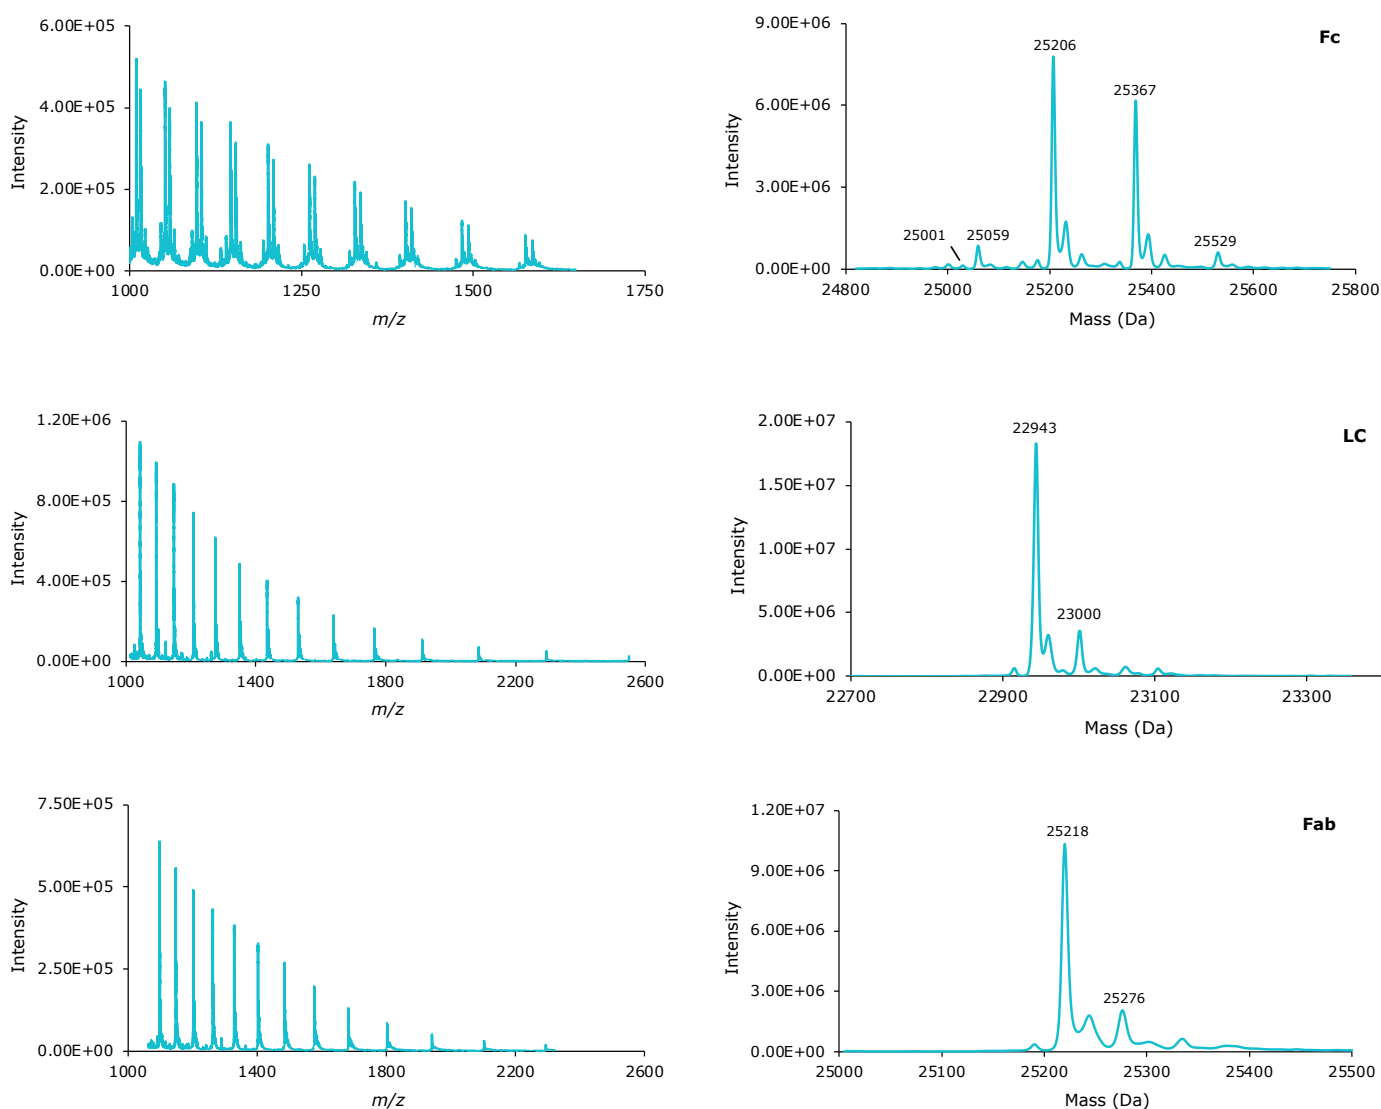 6.00E+05
4.00E+05
2.00E+05
0.00E+00
Intensity
1000 1250 1500 1750
m/z
9.00E+06
6.00E+06
3.00E+06
0.00E+00
Intensity
Fc
25206
25367
25001 25059
25529
24800 25000 25200 25400 25600 25800
Mass (Da)
1.20E+06
8.00E+05
4.00E+05
0.00E+00
Intensity
1000 1400 1800 2200 2600
m/z
2.00E+07
1.50E+07
1.00E+07
5.00E+06
0.00E+00
Intensity
LC
22943
23000
22700 22900 23100 23300
Mass (Da)
7.50E+05
5.00E+05
2.50E+05
0.00E+00
Intensity
1000 1400 1800 2200 2600
m/z
1.20E+07
9.00E+06
6.00E+06
3.00E+06
0.00E+00
Intensity
Fab
25218
25276
25000 25100 25200 25300 25400 25500
Mass (Da)